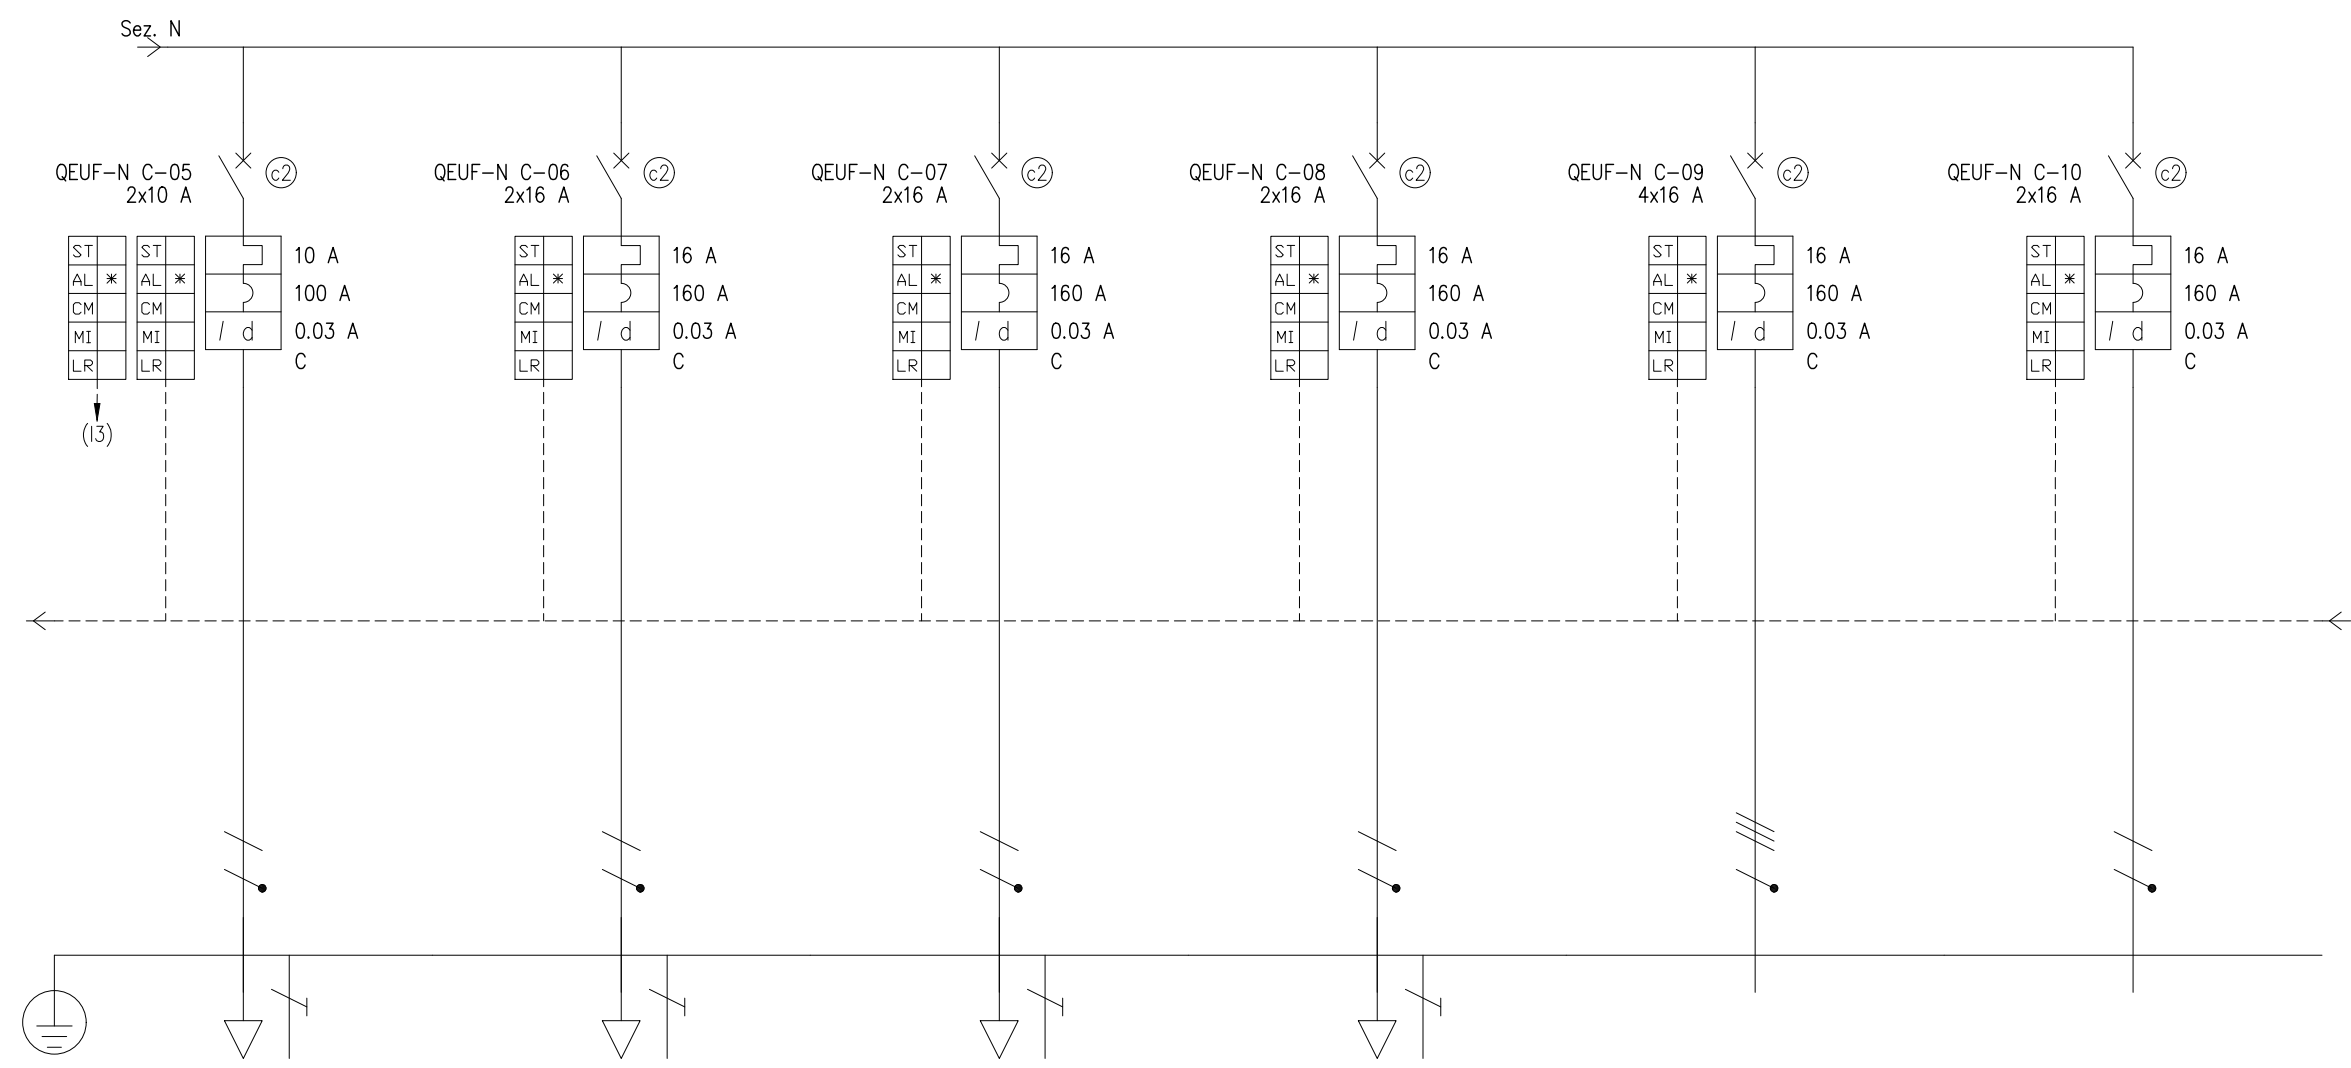 Sez. N
QEUF-N C-05
2x10 A
c2
ST
AL *
CM
MI
LR
(I3)
ST
AL *
CM
MI
LR
I d
10 A
100 A
0.03 A
C
QEUF-N C-06
2x16 A
c2
ST
AL *
CM
MI
LR
I d
16 A
160 A
0.03 A
C
QEUF-N C-07
2x16 A
c2
ST
AL *
CM
MI
LR
I d
16 A
160 A
0.03 A
C
QEUF-N C-08
2x16 A
c2
ST
AL *
CM
MI
LR
I d
16 A
160 A
0.03 A
C
QEUF-N C-09
4x16 A
c2
ST
AL *
CM
MI
LR
I d
16 A
160 A
0.03 A
C
QEUF-N C-10
2x16 A
c2
ST
AL *
CM
MI
LR
I d
16 A
160 A
0.03 A
C